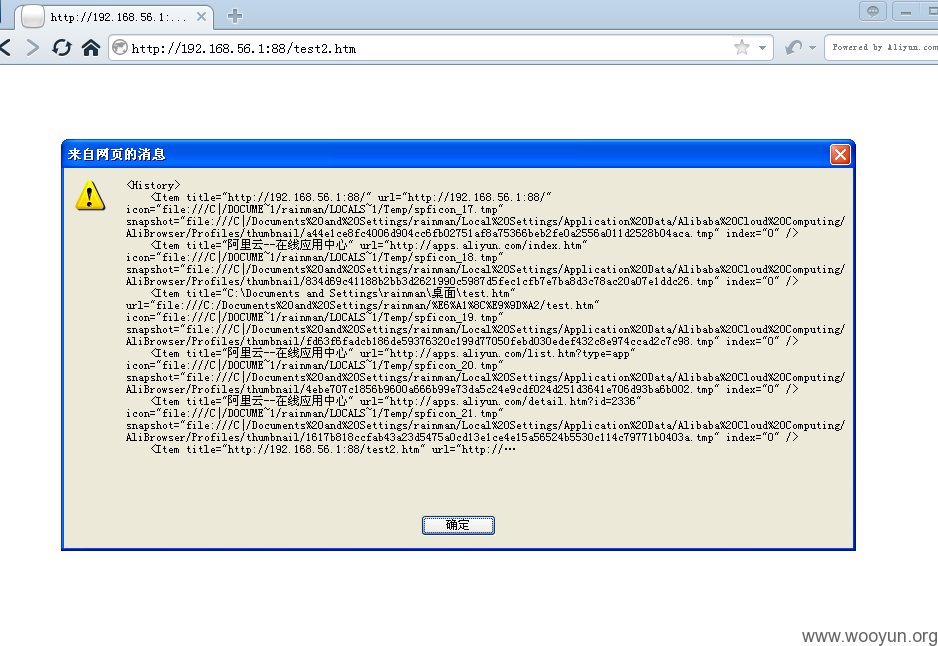 http://192.168.56.1:...
http://192.168.56.1:88/test2.htm
Powered by Aliyun.com
来自网页的消息
<History>
<Item title="http://192.168.56.1:88/" url="http://192.168.56.1:88/"
icon="file:///C|/DOCUME~1/rainman/LOCALS~1/Temp/spficon_17.tmp"
snapshot="file:///C|/Documents%20and%20Settings/rainman/Local%20Settings/Application%20Data/Alibaba%20Cloud%20Computing/
AliBrowser/Profiles/thumbnail/a44e1ce8fc4006d904cc6fb02751af8a75366beb2fe0a2556a011d2528b04aca.tmp" index="0" />
<Item title="阿里云--在线应用中心" url="http://apps.aliyun.com/index.htm"
icon="file:///C|/DOCUME~1/rainman/LOCALS~1/Temp/spficon_18.tmp"
snapshot="file:///C|/Documents%20and%20Settings/rainman/Local%20Settings/Application%20Data/Alibaba%20Cloud%20Computing/
AliBrowser/Profiles/thumbnail/834d69c41188b2bb3d2621990c5987d5fec1cfb7e7ba8d3c78ac20a07e1ddc26.tmp" index="0" />
<Item title="C:\Documents and Settings\rainman\桌面\test.htm"
url="file:///C:/Documents%20and%20Settings/rainman/%E6%A1%8C%E9%9D%A2/test.htm"
icon="file:///C|/DOCUME~1/rainman/LOCALS~1/Temp/spficon_19.tmp"
snapshot="file:///C|/Documents%20and%20Settings/rainman/Local%20Settings/Application%20Data/Alibaba%20Cloud%20Computing/
AliBrowser/Profiles/thumbnail/fd63f6fadcb186de59376320c199d77050febd030edef432c8e974ccad2c7c98.tmp" index="0" />
<Item title="阿里云--在线应用中心" url="http://apps.aliyun.com/list.htm?type=app"
icon="file:///C|/DOCUME~1/rainman/LOCALS~1/Temp/spficon_20.tmp"
snapshot="file:///C|/Documents%20and%20Settings/rainman/Local%20Settings/Application%20Data/Alibaba%20Cloud%20Computing/
AliBrowser/Profiles/thumbnail/4ebe707c1856b9600a666b99e73da5c24e9cdf024d253641e706d93ba6b002.tmp" index="0" />
<Item title="阿里云--在线应用中心" url="http://apps.aliyun.com/detail.htm?id=2336"
icon="file:///C|/DOCUME~1/rainman/LOCALS~1/Temp/spficon_21.tmp"
snapshot="file:///C|/Documents%20and%20Settings/rainman/Local%20Settings/Application%20Data/Alibaba%20Cloud%20Computing/
AliBrowser/Profiles/thumbnail/1617b818ccfab43a23d5475a0cd13e1ce4e15a56524b5530c114c79771b0403a.tmp" index="0" />
<Item title="http://192.168.56.1:88/test2.htm" url="http://…
确定
www.wooyun.org